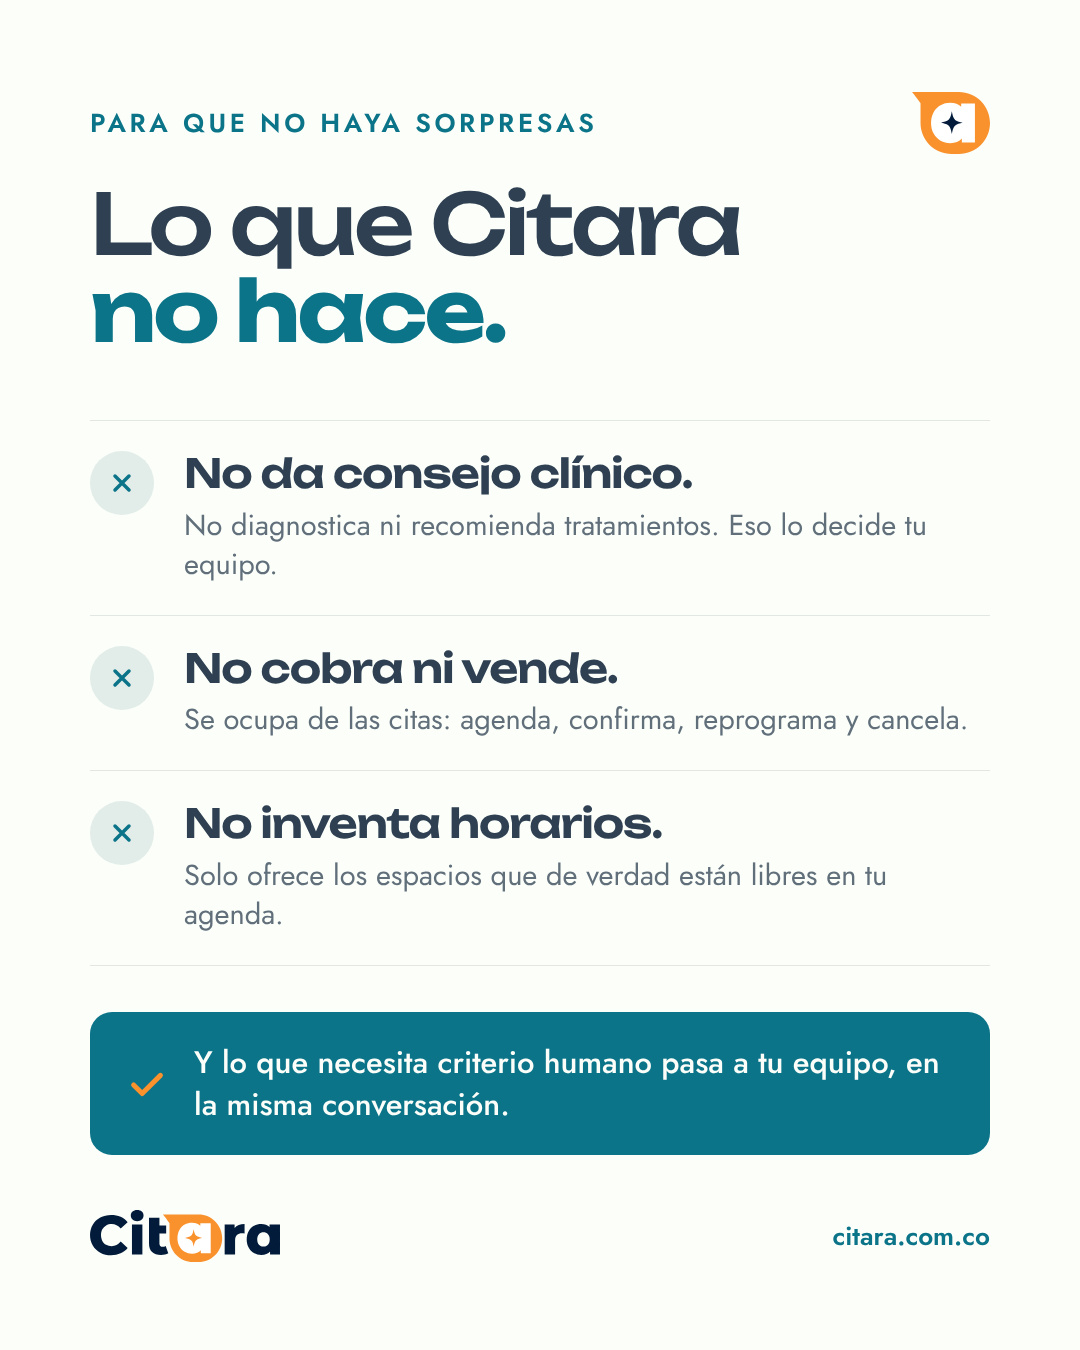 PARA QUE NO HAYA SORPRESAS
a
Lo que Citara
no hace.
No da consejo clínico.
No diagnostica ni recomienda tratamientos. Eso lo decide tu
equipo.
No cobra ni vende.
Se ocupa de las citas: agenda, confirma, reprograma y cancela.
No inventa horarios.
Solo ofrece los espacios que de verdad están libres en tu
agenda.
Y lo que necesita criterio humano pasa a tu equipo, en
la misma conversación.
Citara
citara.com.co